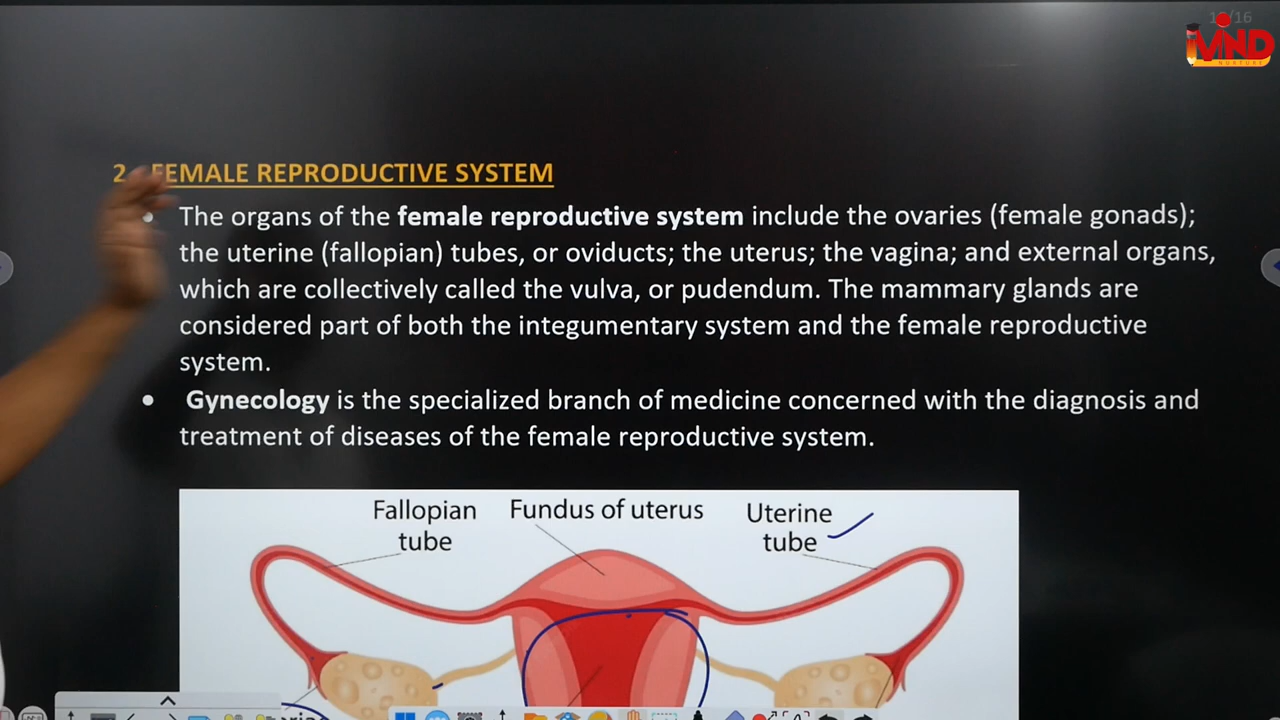 /16
iVIND
NURTURE
2. FEMALE REPRODUCTIVE SYSTEM
• The organs of the female reproductive system include the ovaries (female gonads);
the uterine (fallopian) tubes, or oviducts; the uterus; the vagina; and external organs,
which are collectively called the vulva, or pudendum. The mammary glands are
considered part of both the integumentary system and the female reproductive
system.
• Gynecology is the specialized branch of medicine concerned with the diagnosis and
treatment of diseases of the female reproductive system.
Fallopian
tube
Fundus of uterus
Uterine
tube